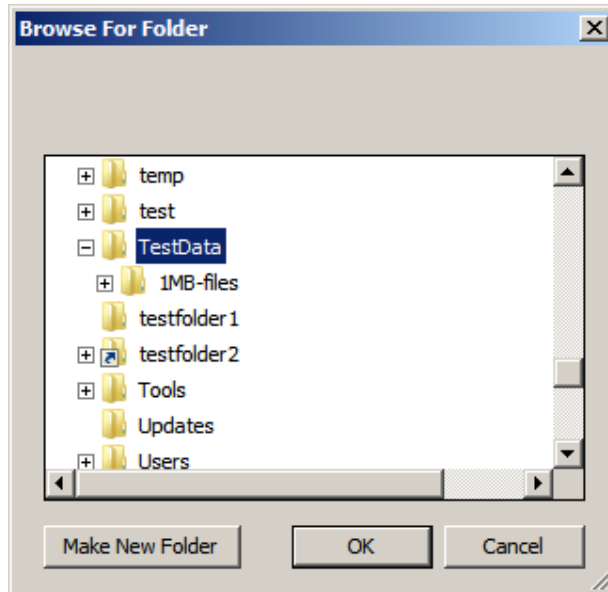 Browse For Folder
temp
test
TestData
1MB-files
testfolder1
testfolder2
Tools
Updates
Users
Make New Folder OK Cancel